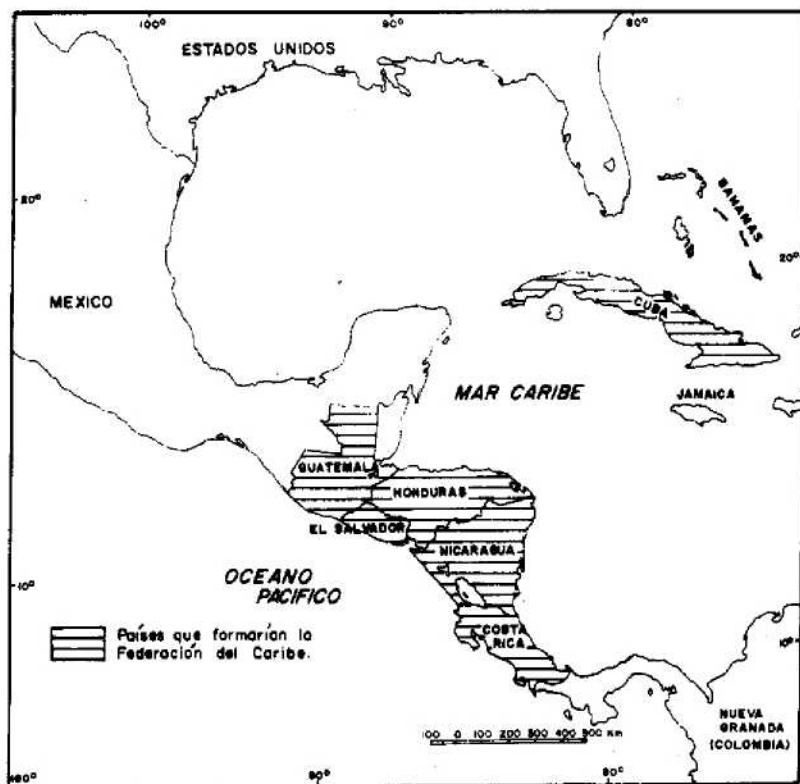 100°
90°
80°
ESTADOS UNIDOS
20°
BAHAMAS
20°
MEXICO
CUBA
MAR CARIBE
JAMAICA
GUATEMALA
HONDURAS
EL SALVADOR
NICARAGUA
OCEANO
PACIFICO
10°
COSTA
RICA
10°
Países que formarían la
Federación del Caribe.
NUEVA
GRANADA
(COLOMBIA)
100 0 100 200 300 400 500 Km
100°
90°
80°